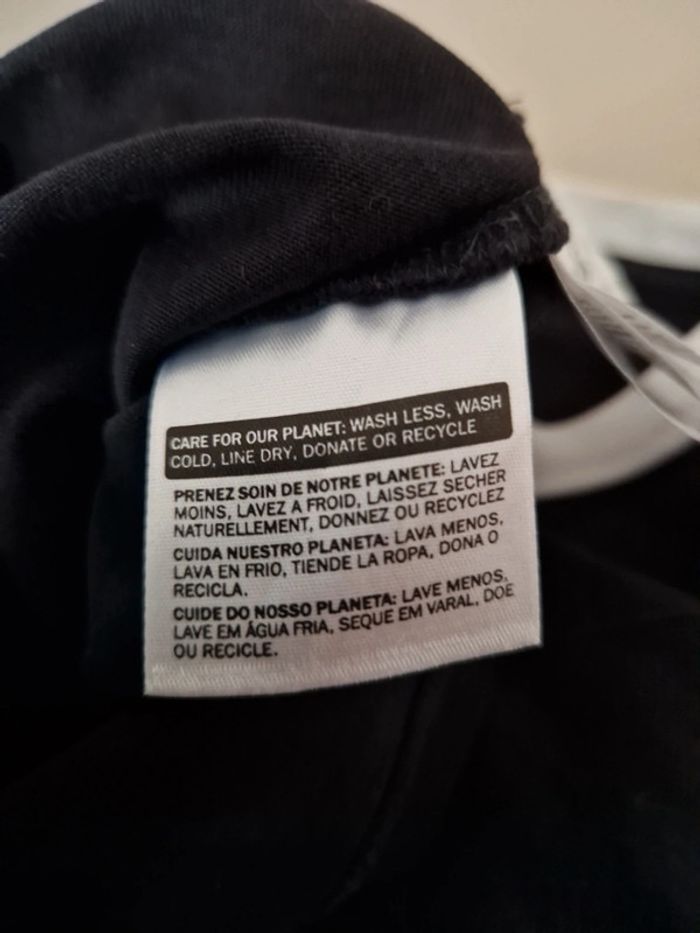 CARE FOR OUR PLANET: WASH LESS, WASH
COLD, LINE DRY, DONATE OR RECYCLE
PRENEZ SOIN DE NOTRE PLANETE: LAVEZ
MOINS, LAVEZ A FROID, LAISSEZ SECHER
NATURELLEMENT, DONNEZ OU RECYCLEZ
CUIDA NUESTRO PLANETA: LAVA MENOS,
LAVA EN FRIO, TIENDE LA ROPA, DONA O
RECICLA.
CUIDE DO NOSSO PLANETA: LAVE MENOS,
LAVE EM ÁGUA FRIA, SEQUE EM VARAL, DOE
OU RECICLE.